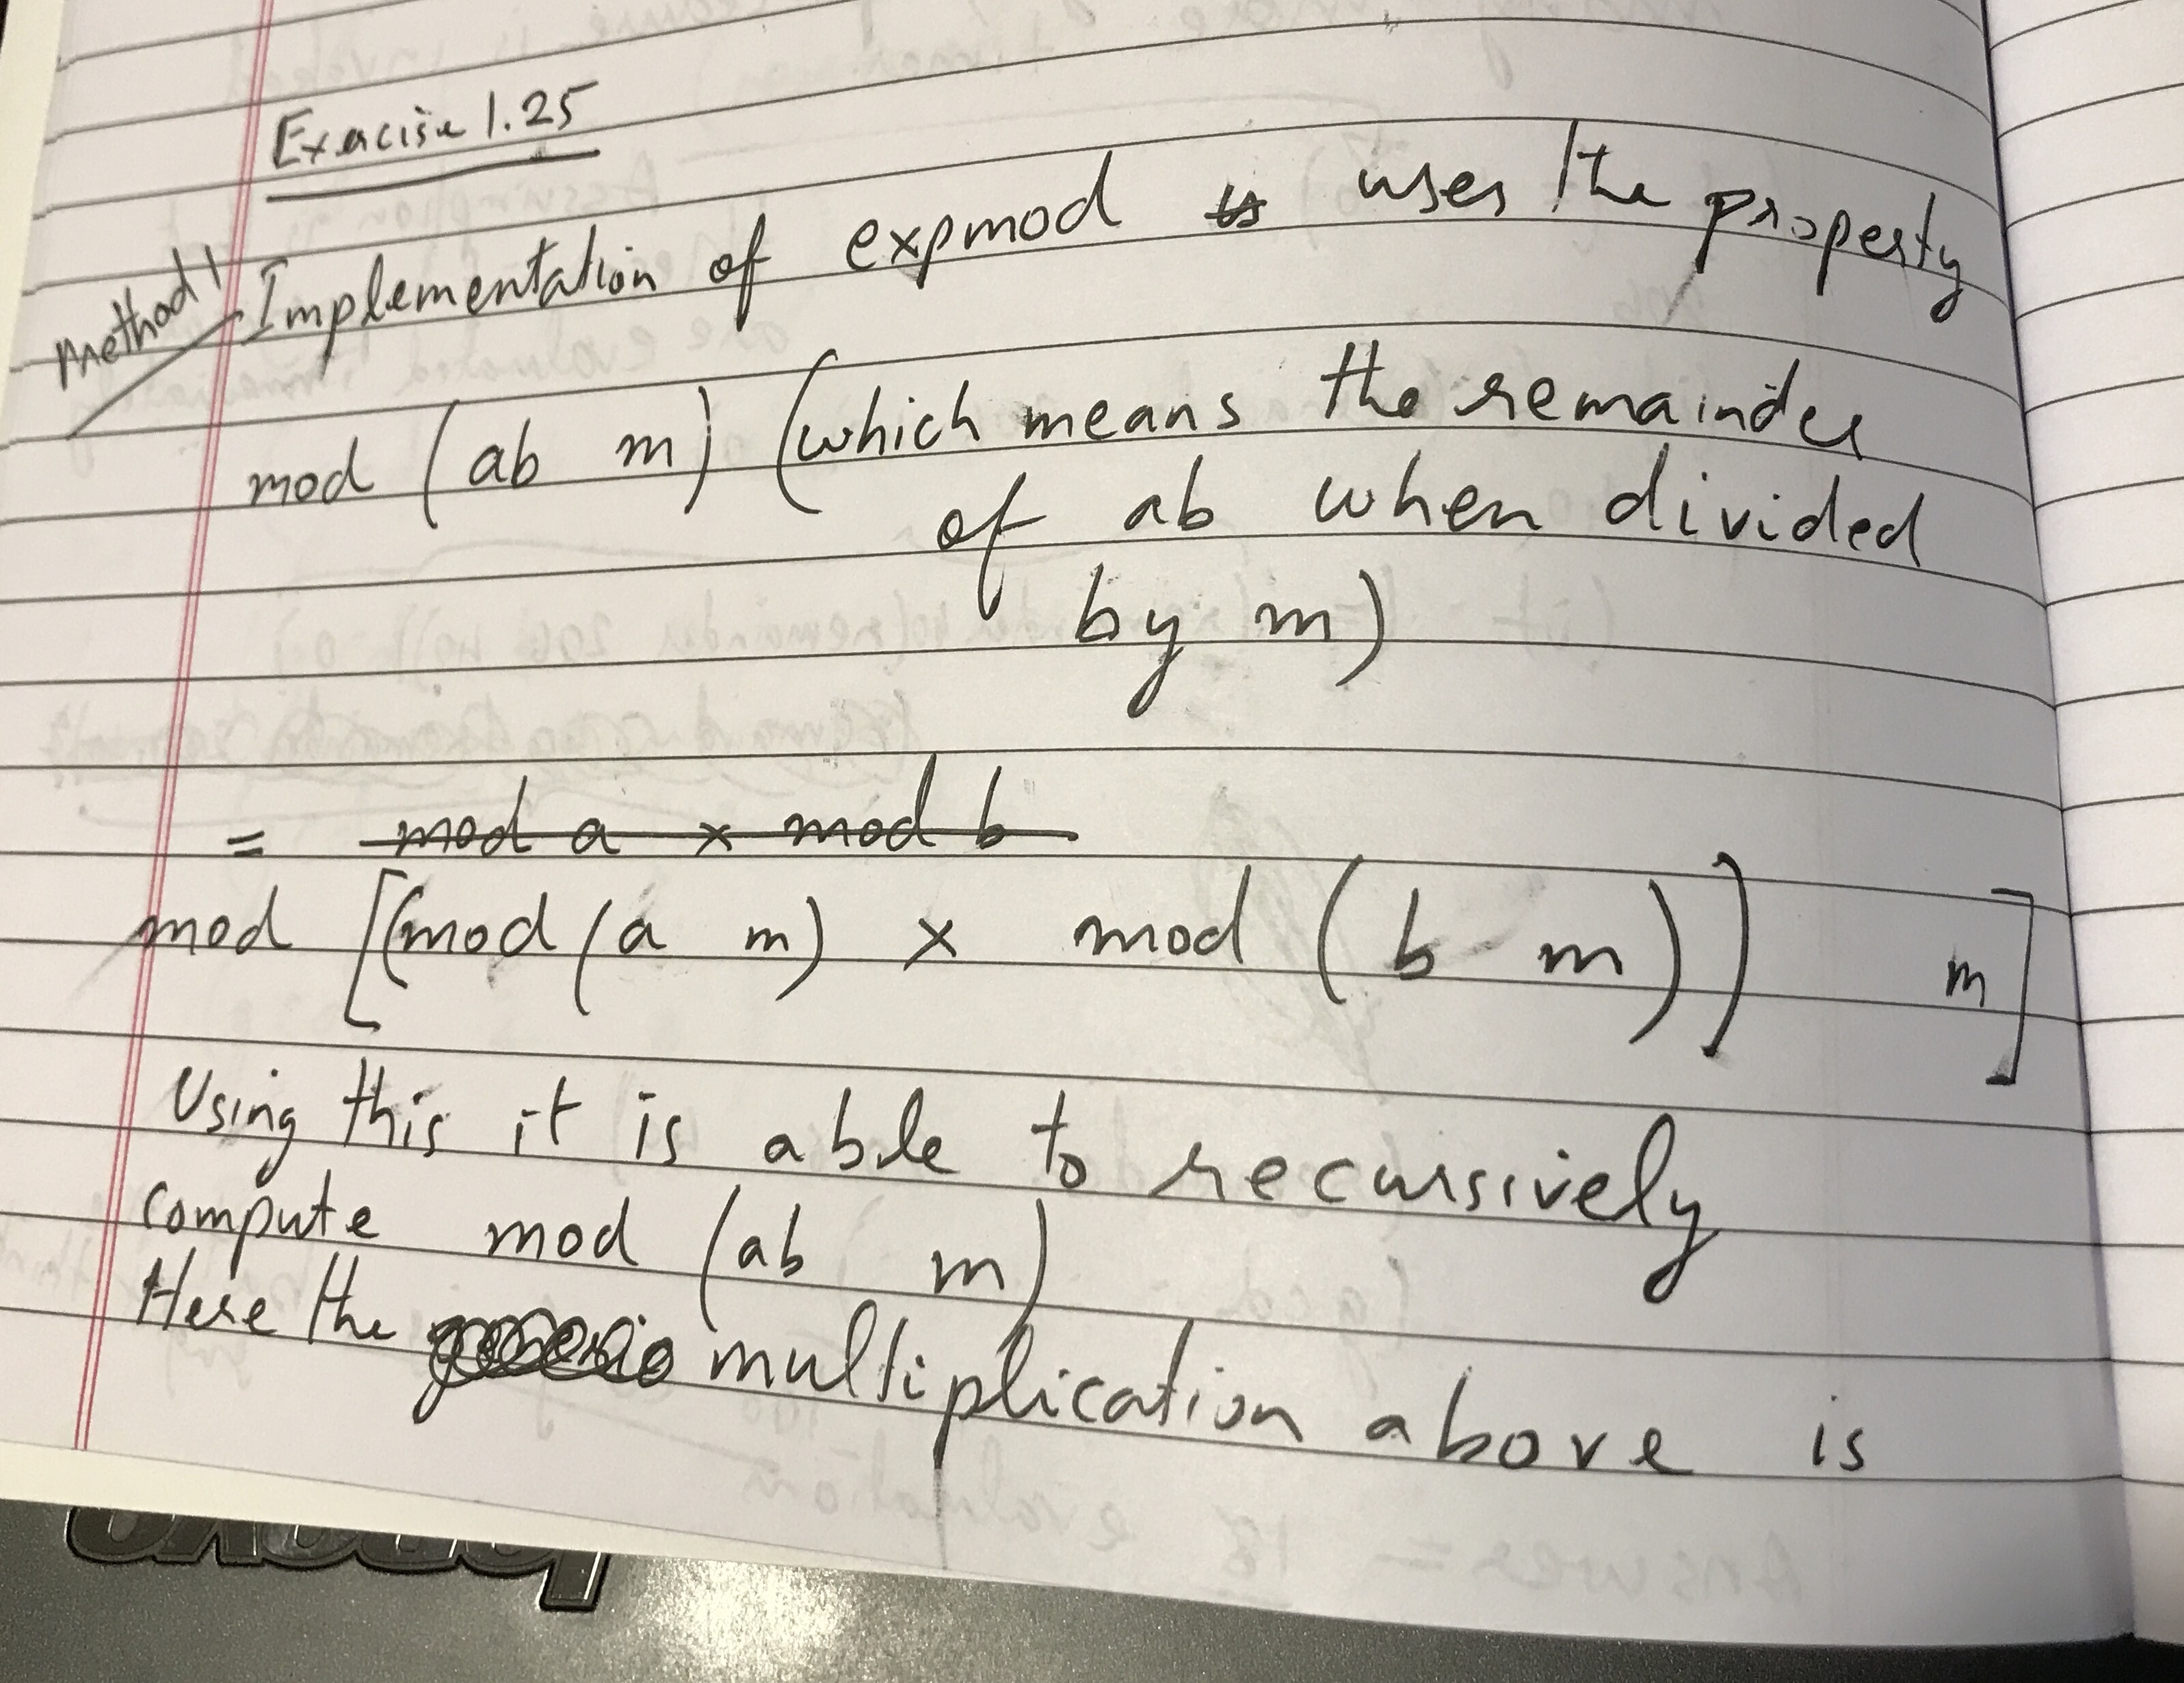 Exercise 1.25
Method 1
Implementation of expmod uses the property
mod (ab m) (which means the remainder
of ab when divided
by m)
= mod a × mod b
mod [(mod (a m) × mod (b m)) m]
Using this it is able to recursively
compute mod (ab m)
Here the multiplication above is